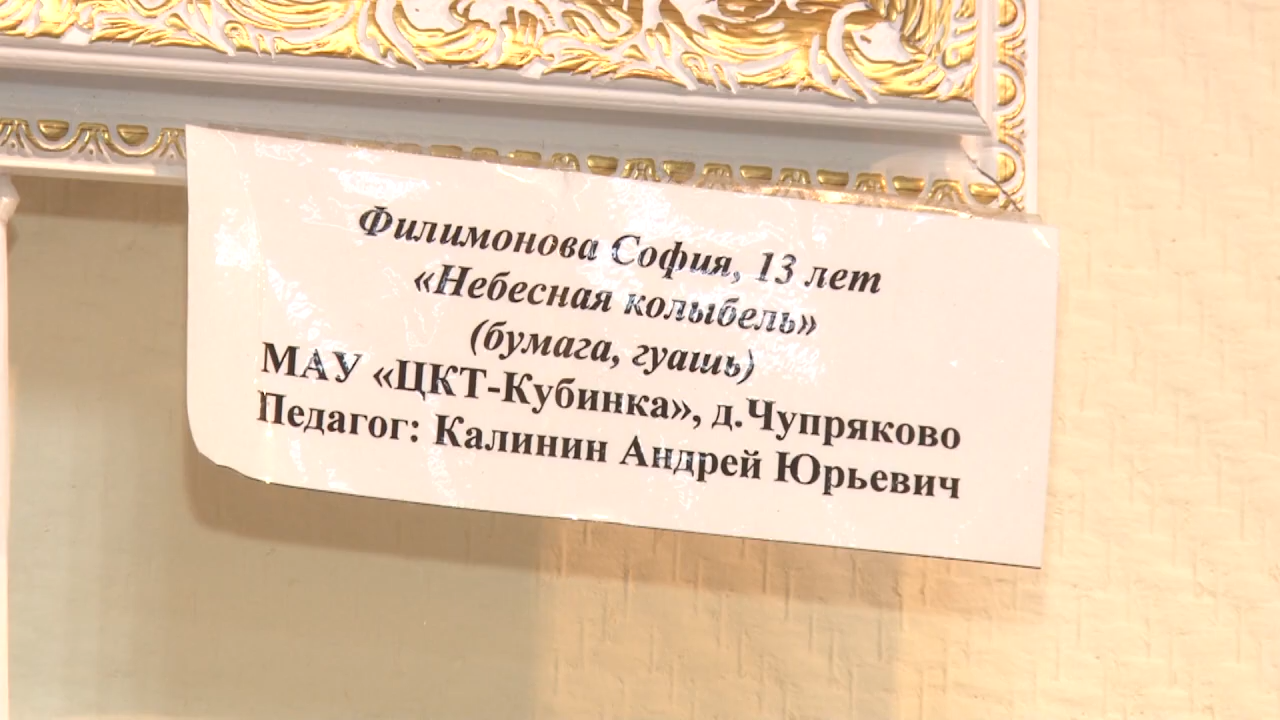 Филимонова София, 13 лет
«Небесная колыбель»
(бумага, гуашь)
МАУ «ЦКТ-Кубинка», д.Чупряково
Педагог: Калинин Андрей Юрьевич